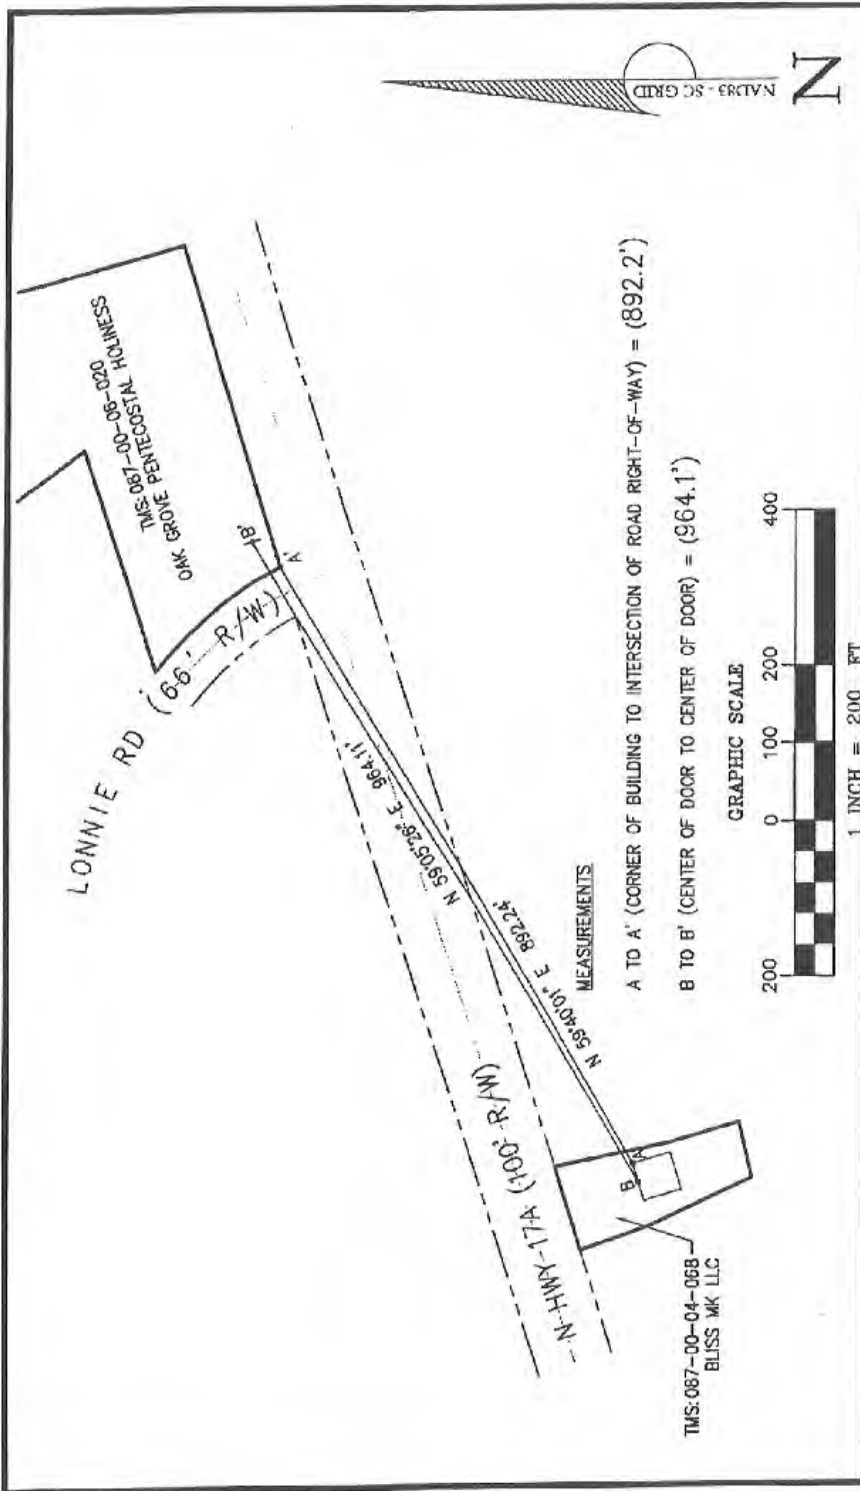 NAD83 - SC GRID
N
TMS:087-00-06-020
OAK GROVE PENTECOSTAL HOLINESS
LONNIE RD (66' R/W)
B'
A'
N 59°05'26" E 964.11'
N 59°40'01" E 892.24'
N-HWY-17A (100' R/W)
B
A
TMS:087-00-04-068
BLISS MK LLC
MEASUREMENTS
A TO A' (CORNER OF BUILDING TO INTERSECTION OF ROAD RIGHT-OF-WAY) = (892.2')
B TO B' (CENTER OF DOOR TO CENTER OF DOOR) = (964.1')
GRAPHIC SCALE
200 0 100 200 400
1 INCH = 200 FT